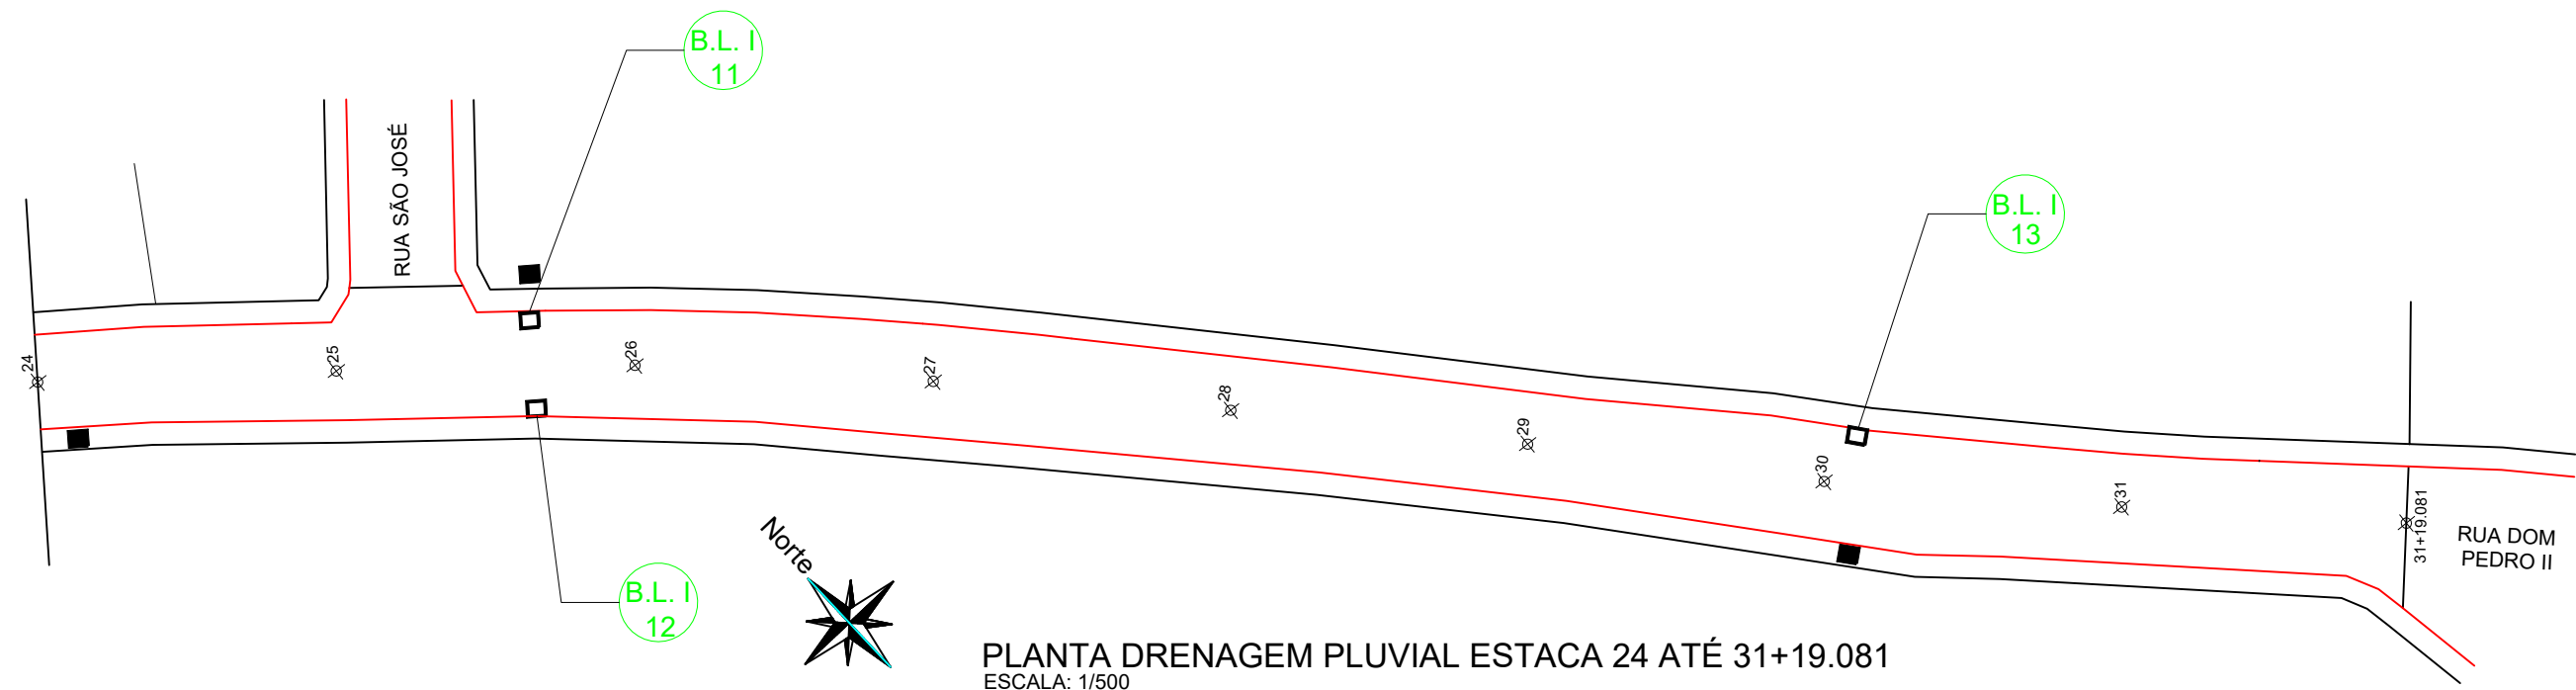 B.L. I
11
RUA SÃO JOSÉ
B.L. I
13
24
25
26
27
28
29
30
31
31+19.081
RUA DOM
PEDRO II
Norte
B.L. I
12
PLANTA DRENAGEM PLUVIAL ESTACA 24 ATÉ 31+19.081
ESCALA: 1/500